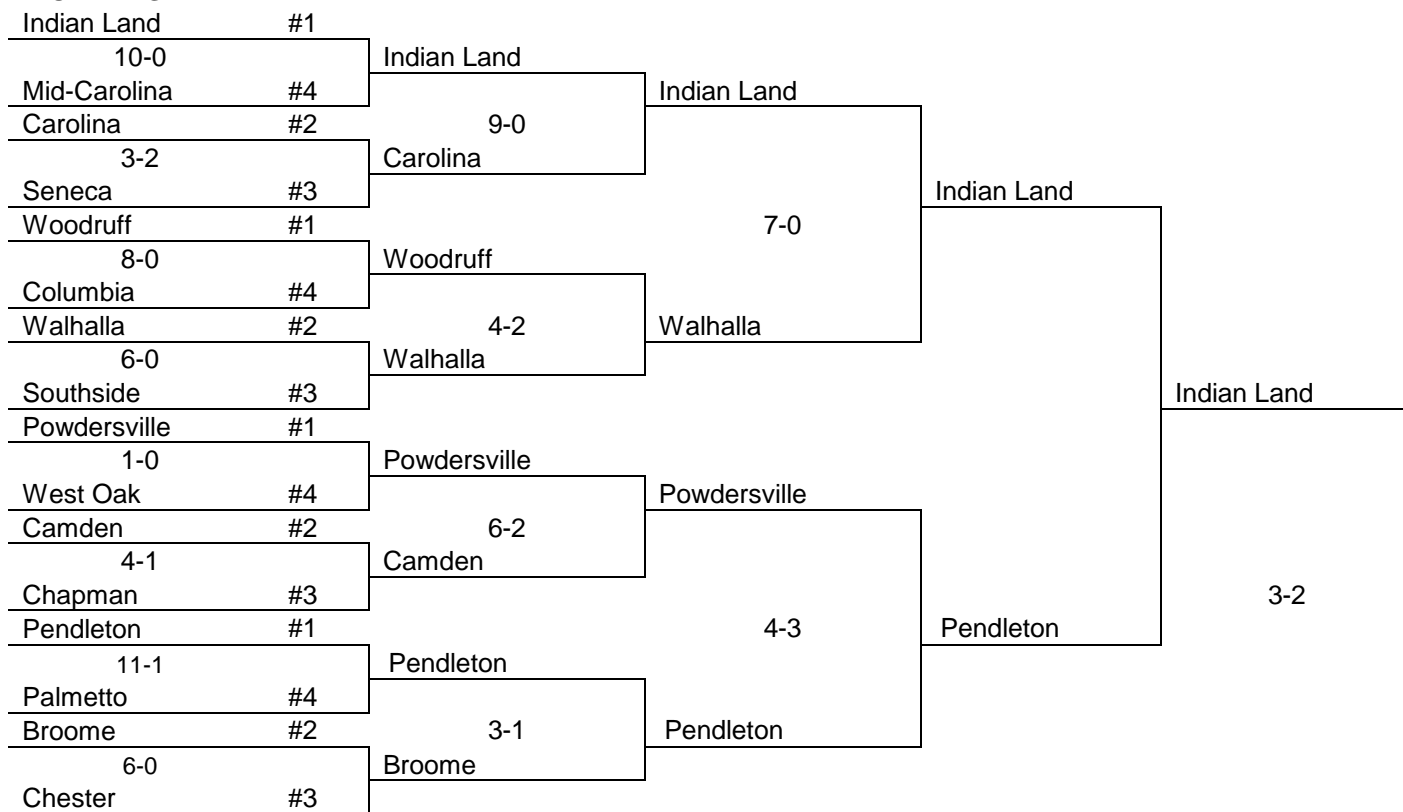 Indian Land #1
10-0 Indian Land
Mid-Carolina #4 Indian Land
Carolina #2 9-0
3-2 Carolina
Seneca #3 Indian Land
Woodruff #1 7-0
8-0 Woodruff
Columbia #4
Walhalla #2 4-2 Walhalla
6-0 Walhalla
Southside #3 Indian Land
Powdersville #1
1-0 Powdersville
West Oak #4 Powdersville
Camden #2 6-2
4-1 Camden
Chapman #3 3-2
Pendleton #1 4-3 Pendleton
11-1 Pendleton
Palmetto #4
Broome #2 3-1 Pendleton
6-0 Broome
Chester #3